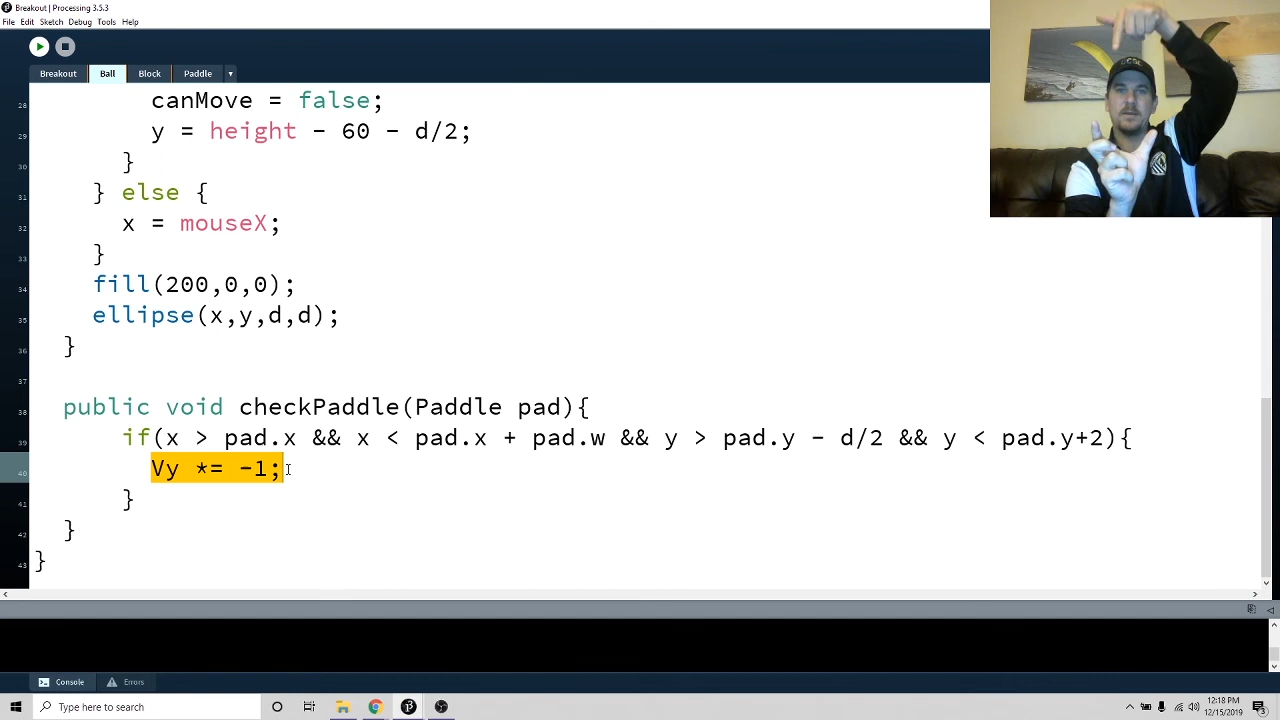 Breakout | Processing 3.5.3
File Edit Sketch Debug Tools Help
Breakout Ball Block Paddle ▼
28 canMove = false;
29 y = height - 60 - d/2;
30 }
31 } else {
32 x = mouseX;
33 }
34 fill(200,0,0);
35 ellipse(x,y,d,d);
36 }
37
38 public void checkPaddle(Paddle pad){
39 if(x > pad.x && x < pad.x + pad.w && y > pad.y - d/2 && y < pad.y+2){
40 Vy *= -1;
41 }
42 }
43 }
Console Errors
Type here to search
12:18 PM
12/15/2019